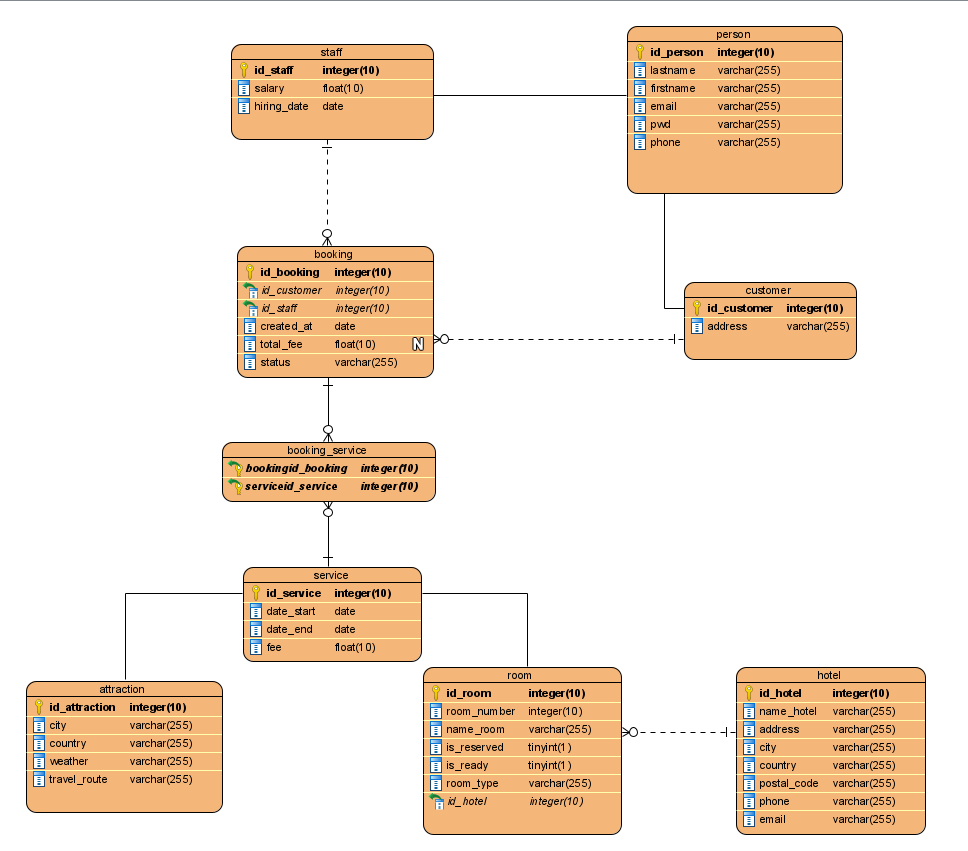 staff
id_staff integer(10)
salary float(10)
hiring_date date
person
id_person integer(10)
lastname varchar(255)
firstname varchar(255)
email varchar(255)
pwd varchar(255)
phone varchar(255)
booking
id_booking integer(10)
id_customer integer(10)
id_staff integer(10)
created_at date
total_fee float(10) N
status varchar(255)
customer
id_customer integer(10)
address varchar(255)
booking_service
bookingid_booking integer(10)
serviceid_service integer(10)
service
id_service integer(10)
date_start date
date_end date
fee float(10)
attraction
id_attraction integer(10)
city varchar(255)
country varchar(255)
weather varchar(255)
travel_route varchar(255)
room
id_room integer(10)
room_number integer(10)
name_room varchar(255)
is_reserved tinyint(1)
is_ready tinyint(1)
room_type varchar(255)
id_hotel integer(10)
hotel
id_hotel integer(10)
name_hotel varchar(255)
address varchar(255)
city varchar(255)
country varchar(255)
postal_code varchar(255)
phone varchar(255)
email varchar(255)